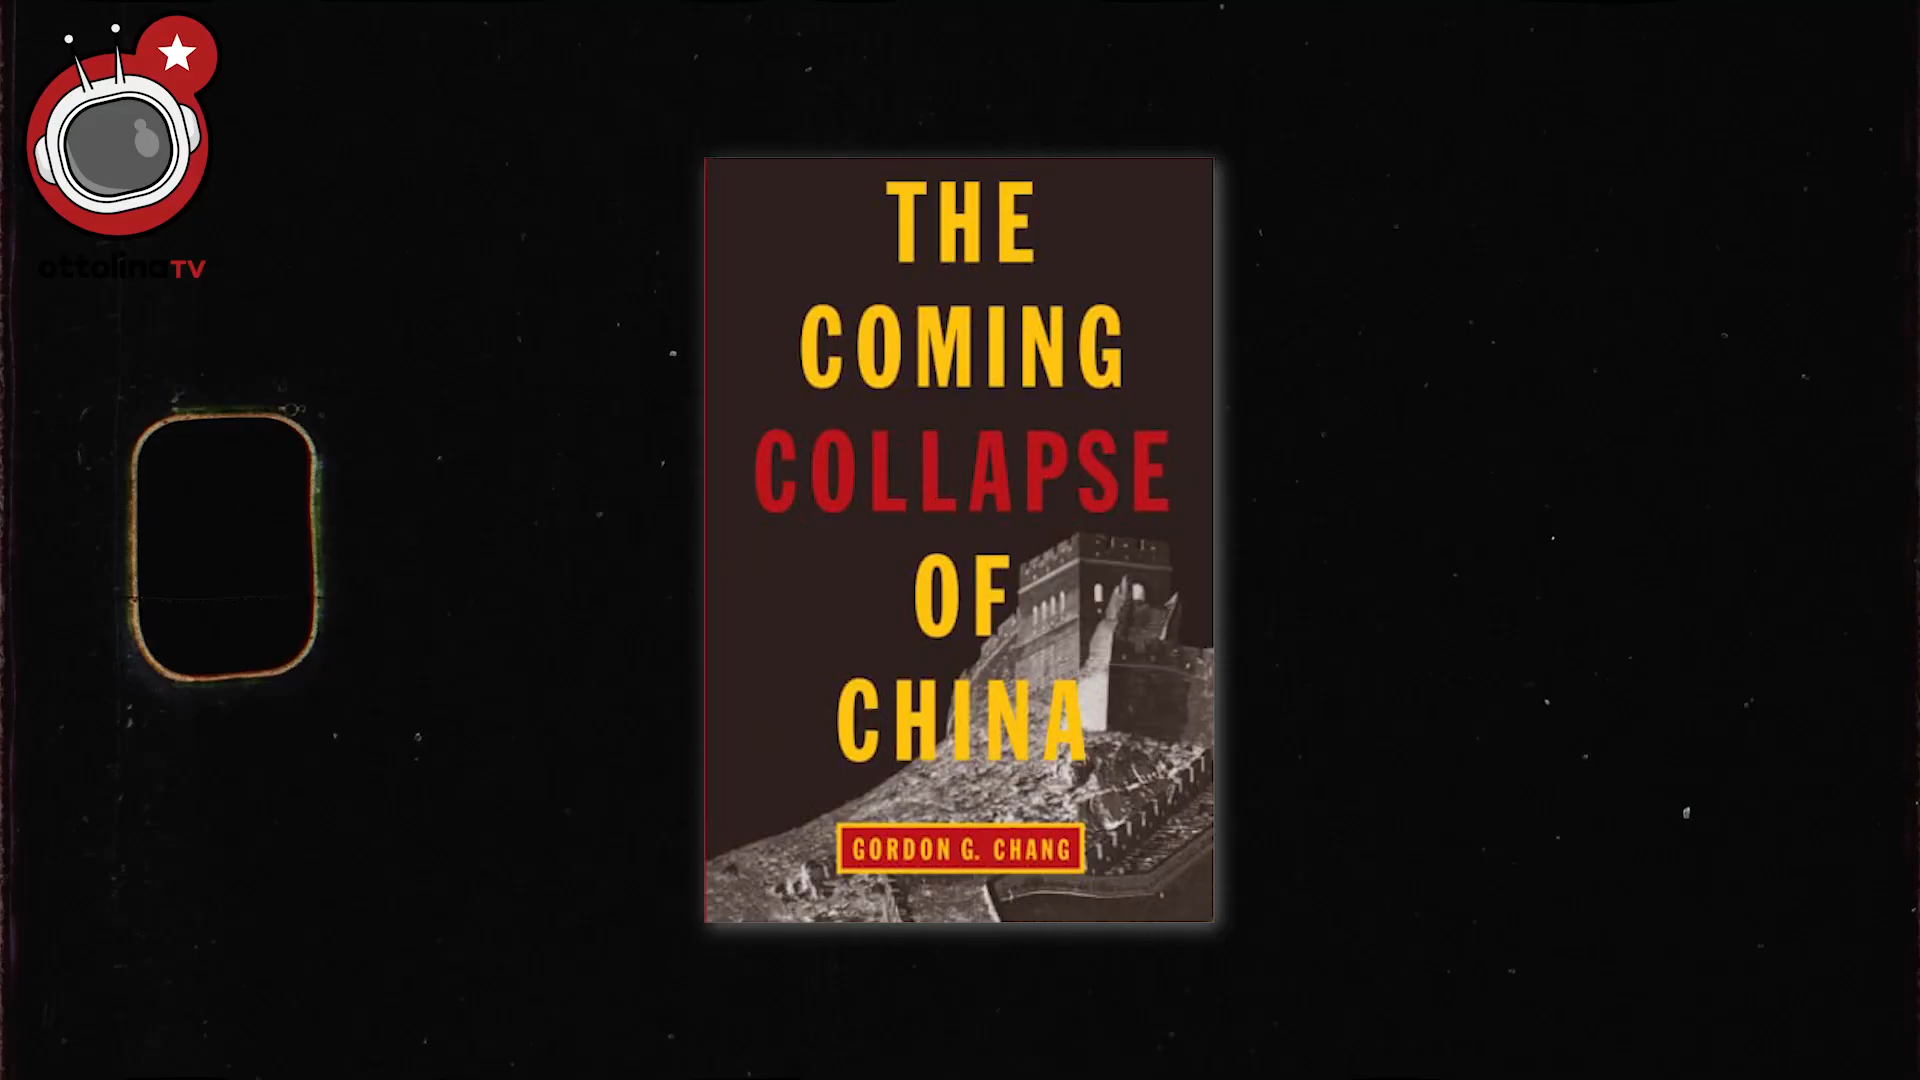 ottolinaTV
THE
COMING
COLLAPSE
OF
CHINA
GORDON G. CHANG